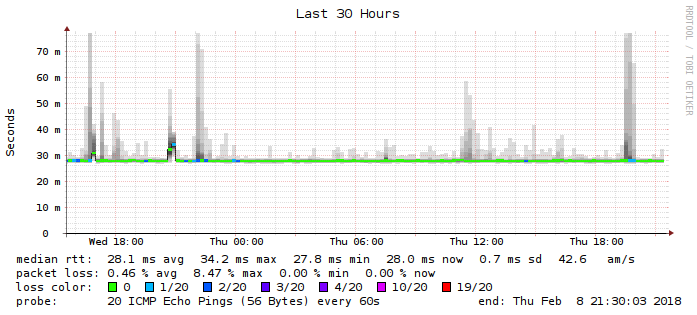 Last 30 Hours
RRDTOOL / TOBI OETIKER
Seconds
70 m
60 m
50 m
40 m
30 m
20 m
10 m
0
Wed 18:00 Thu 00:00 Thu 06:00 Thu 12:00 Thu 18:00
median rtt: 28.1 ms avg 34.2 ms max 27.8 ms min 28.0 ms now 0.7 ms sd 42.6 am/s
packet loss: 0.46 % avg 8.47 % max 0.00 % min 0.00 % now
loss color: 0 1/20 2/20 3/20 4/20 10/20 19/20
probe: 20 ICMP Echo Pings (56 Bytes) every 60s end: Thu Feb 8 21:30:03 2018